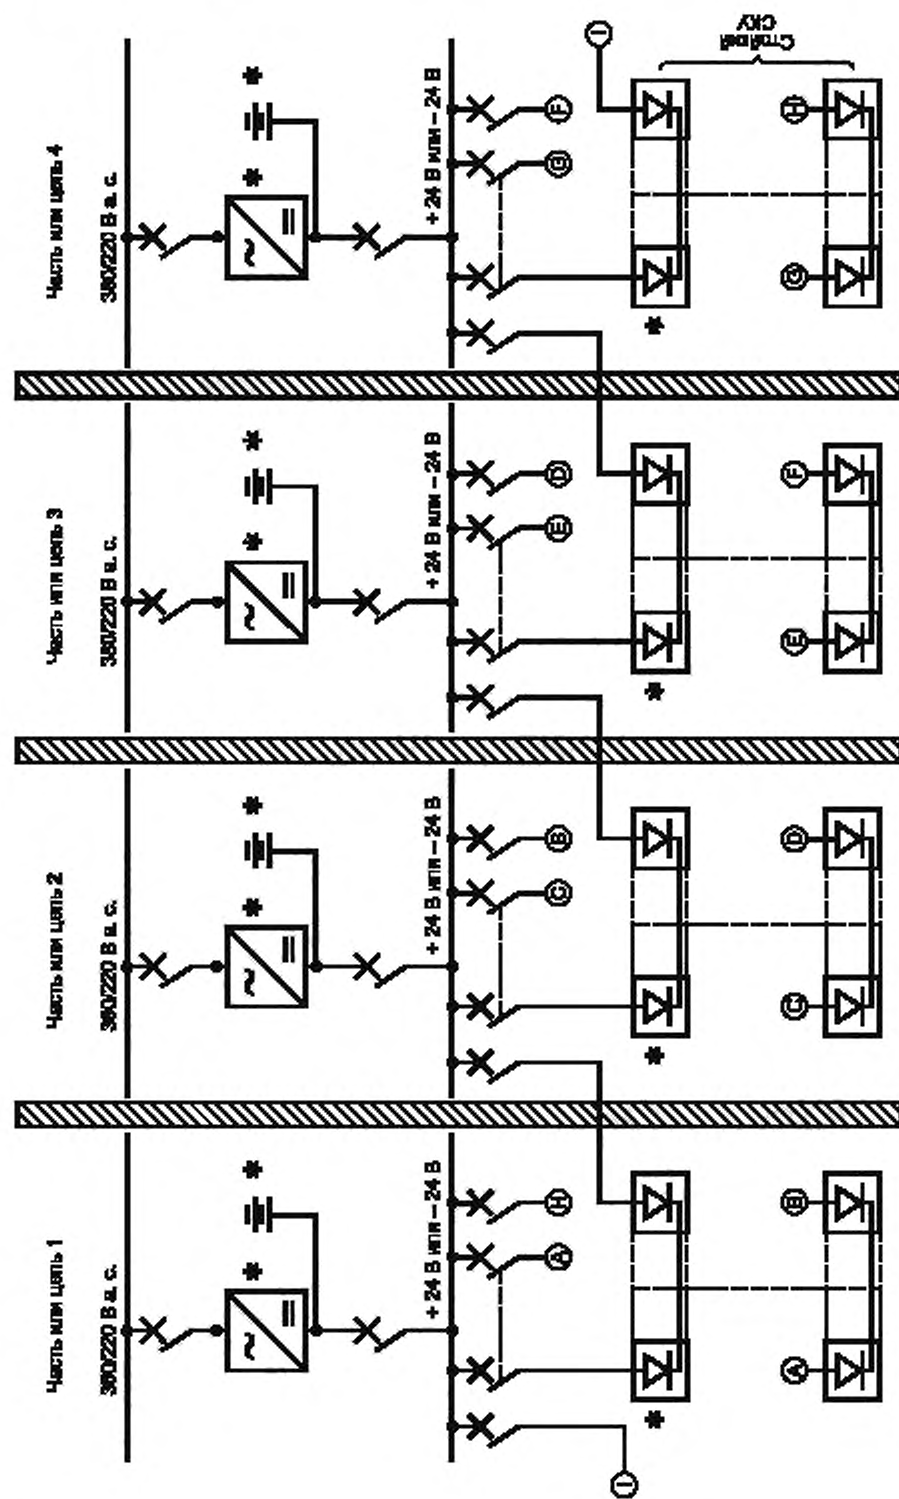 Часть или цепь 1
Часть или цепь 2
Часть или цепь 3
Часть или цепь 4
380/220 В а. с.
380/220 В а. с.
380/220 В а. с.
380/220 В а. с.
+ 24 В или – 24 В
+ 24 В или – 24 В
+ 24 В или – 24 В
+ 24 В или – 24 В
A
H
C
B
E
D
G
F
I
I
СКУ
A
B
C
D
E
F
G
H